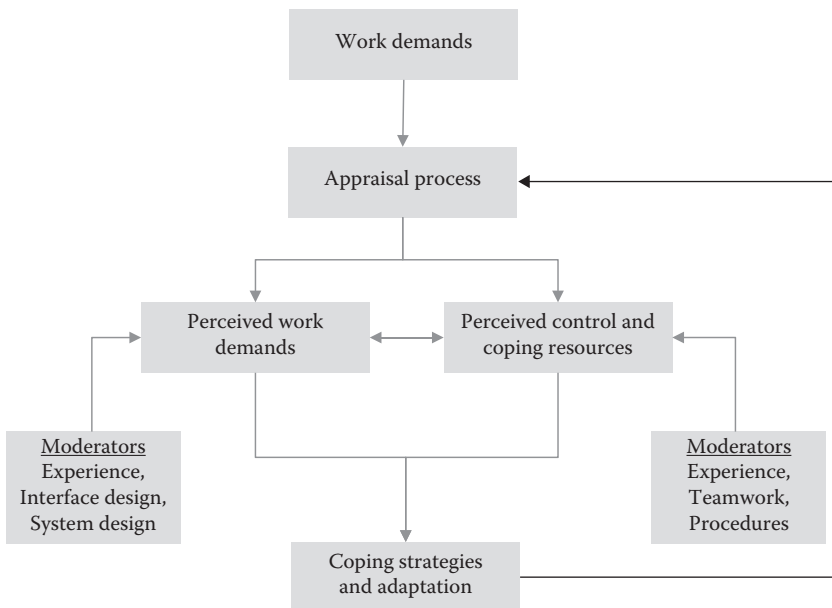 Work demands
Appraisal process
Perceived work
demands
Perceived control and
coping resources
Moderators
Experience,
Interface design,
System design
Moderators
Experience,
Teamwork,
Procedures
Coping strategies
and adaptation